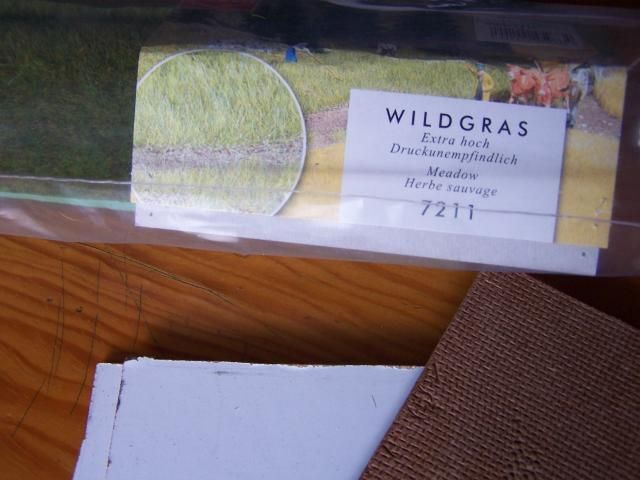 WILDGRAS
Extra hoch
Druckunempfindlich
Meadow
Herbe sauvage
7211